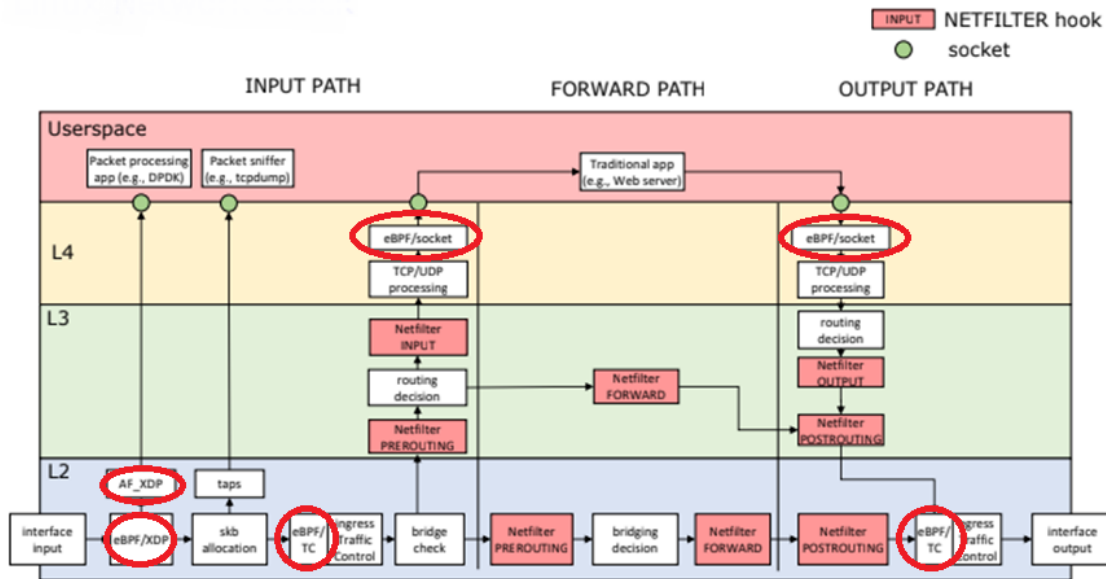 INPUT
NETFILTER hook
socket
INPUT PATH
FORWARD PATH
OUTPUT PATH
Userspace
Packet processing
app (e.g., DPDK)
Packet sniffer
(e.g., tcpdump)
Traditional app
(e.g., Web server)
L4
eBPF/socket
TCP/UDP
processing
eBPF/socket
TCP/UDP
processing
L3
Netfilter
INPUT
routing
decision
Netfilter
PREROUTING
Netfilter
FORWARD
routing
decision
Netfilter
OUTPUT
Netfilter
POSTROUTING
L2
AF_XDP
taps
interface
input
eBPF/XDP
skb
allocation
eBPF/
TC
ingress
Traffic
Control
bridge
check
Netfilter
PREROUTING
bridging
decision
Netfilter
FORWARD
Netfilter
POSTROUTING
eBPF/
TC
gress
Traffic
Control
interface
output